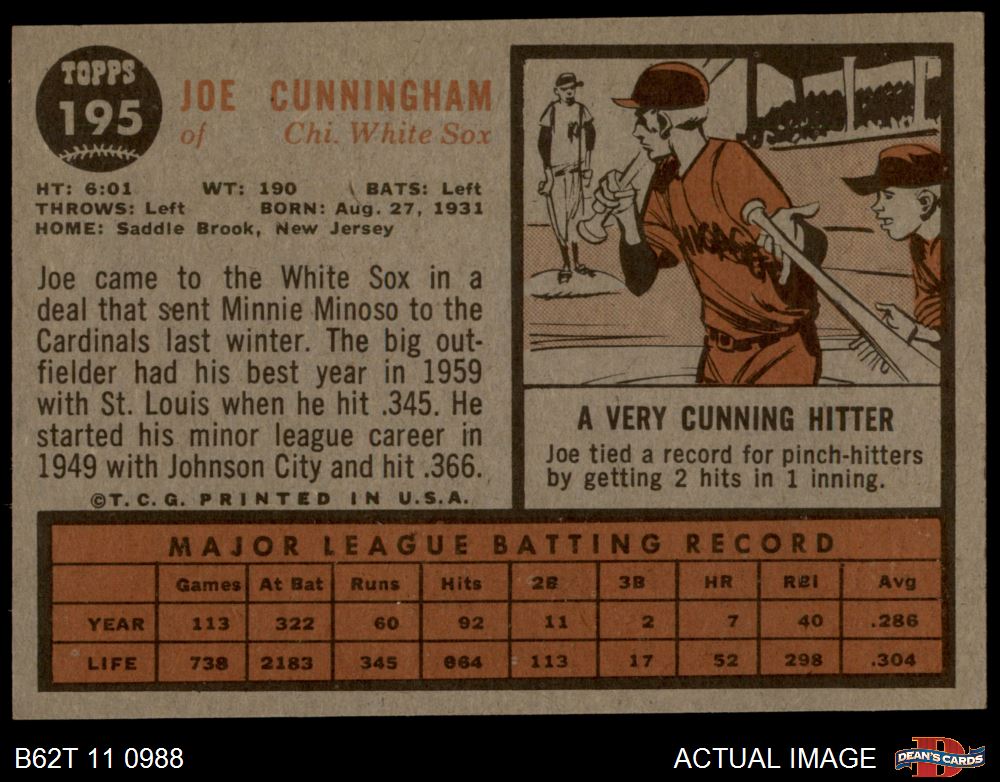 TOPPS
195
JOE CUNNINGHAM
of Chi. White Sox
HT: 6:01 WT: 190 BATS: Left
THROWS: Left BORN: Aug. 27, 1931
HOME: Saddle Brook, New Jersey
Joe came to the White Sox in a
deal that sent Minnie Minoso to the
Cardinals last winter. The big out-
fielder had his best year in 1959
with St. Louis when he hit .345. He
started his minor league career in
1949 with Johnson City and hit .366.
©T.C.G. PRINTED IN U.S.A.
A VERY CUNNING HITTER
Joe tied a record for pinch-hitters
by getting 2 hits in 1 inning.
MAJOR LEAGUE BATTING RECORD
Games At Bat Runs Hits 2B 3B HR RBI Avg
YEAR 113 322 60 92 11 2 7 40 .286
LIFE 738 2183 345 664 113 17 52 298 .304
B62T 11 0988
ACTUAL IMAGE
D
DEAN'S CARDS